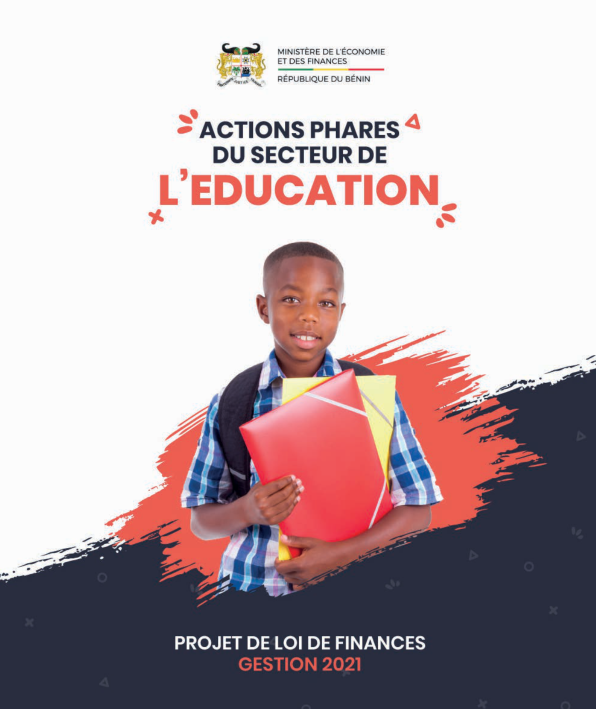 MINISTÈRE DE L'ÉCONOMIE
ET DES FINANCES
RÉPUBLIQUE DU BÉNIN
ACTIONS PHARES
DU SECTEUR DE
L'EDUCATION
PROJET DE LOI DE FINANCES
GESTION 2021